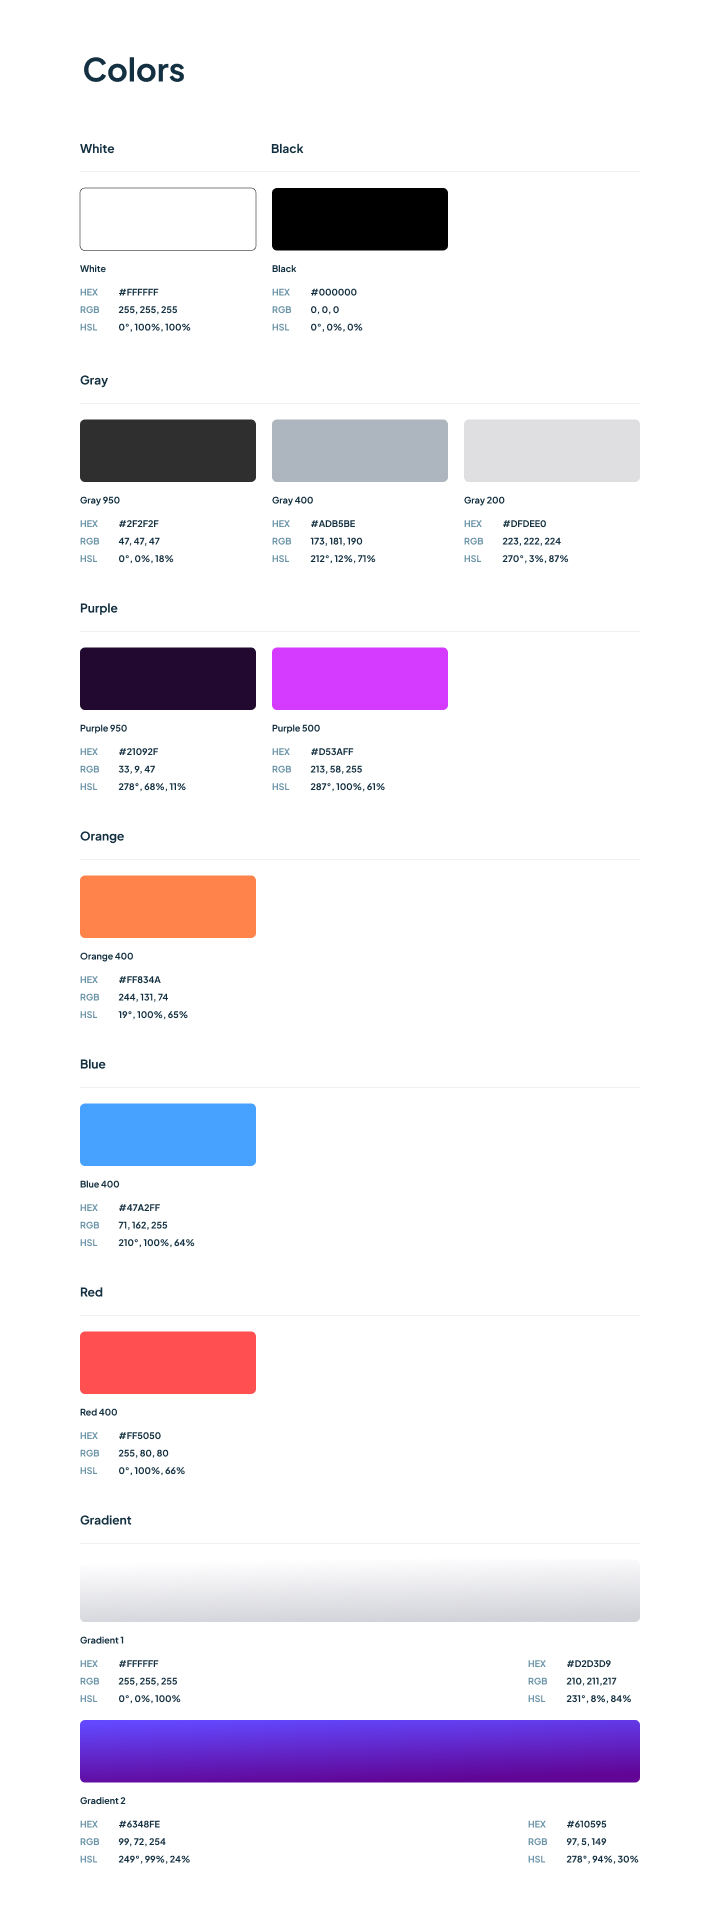 Colors
White Black
White Black
HEX #FFFFFF HEX #000000
RGB 255, 255, 255 RGB 0, 0, 0
HSL 0°, 100%, 100% HSL 0°, 0%, 0%
Gray
Gray 950 Gray 400 Gray 200
HEX #2F2F2F HEX #ADB5BE HEX #DFDEE0
RGB 47, 47, 47 RGB 173, 181, 190 RGB 223, 222, 224
HSL 0°, 0%, 18% HSL 212°, 12%, 71% HSL 270°, 3%, 87%
Purple
Purple 950 Purple 500
HEX #21092F HEX #D53AFF
RGB 33, 9, 47 RGB 213, 58, 255
HSL 278°, 68%, 11% HSL 287°, 100%, 61%
Orange
Orange 400
HEX #FF834A
RGB 244, 131, 74
HSL 19°, 100%, 65%
Blue
Blue 400
HEX #47A2FF
RGB 71, 162, 255
HSL 210°, 100%, 64%
Red
Red 400
HEX #FF5050
RGB 255, 80, 80
HSL 0°, 100%, 66%
Gradient
Gradient 1
HEX #FFFFFF HEX #D2D3D9
RGB 255, 255, 255 RGB 210, 211,217
HSL 0°, 0%, 100% HSL 231°, 8%, 84%
Gradient 2
HEX #6348FE HEX #610595
RGB 99, 72, 254 RGB 97, 5, 149
HSL 249°, 99%, 24% HSL 278°, 94%, 30%